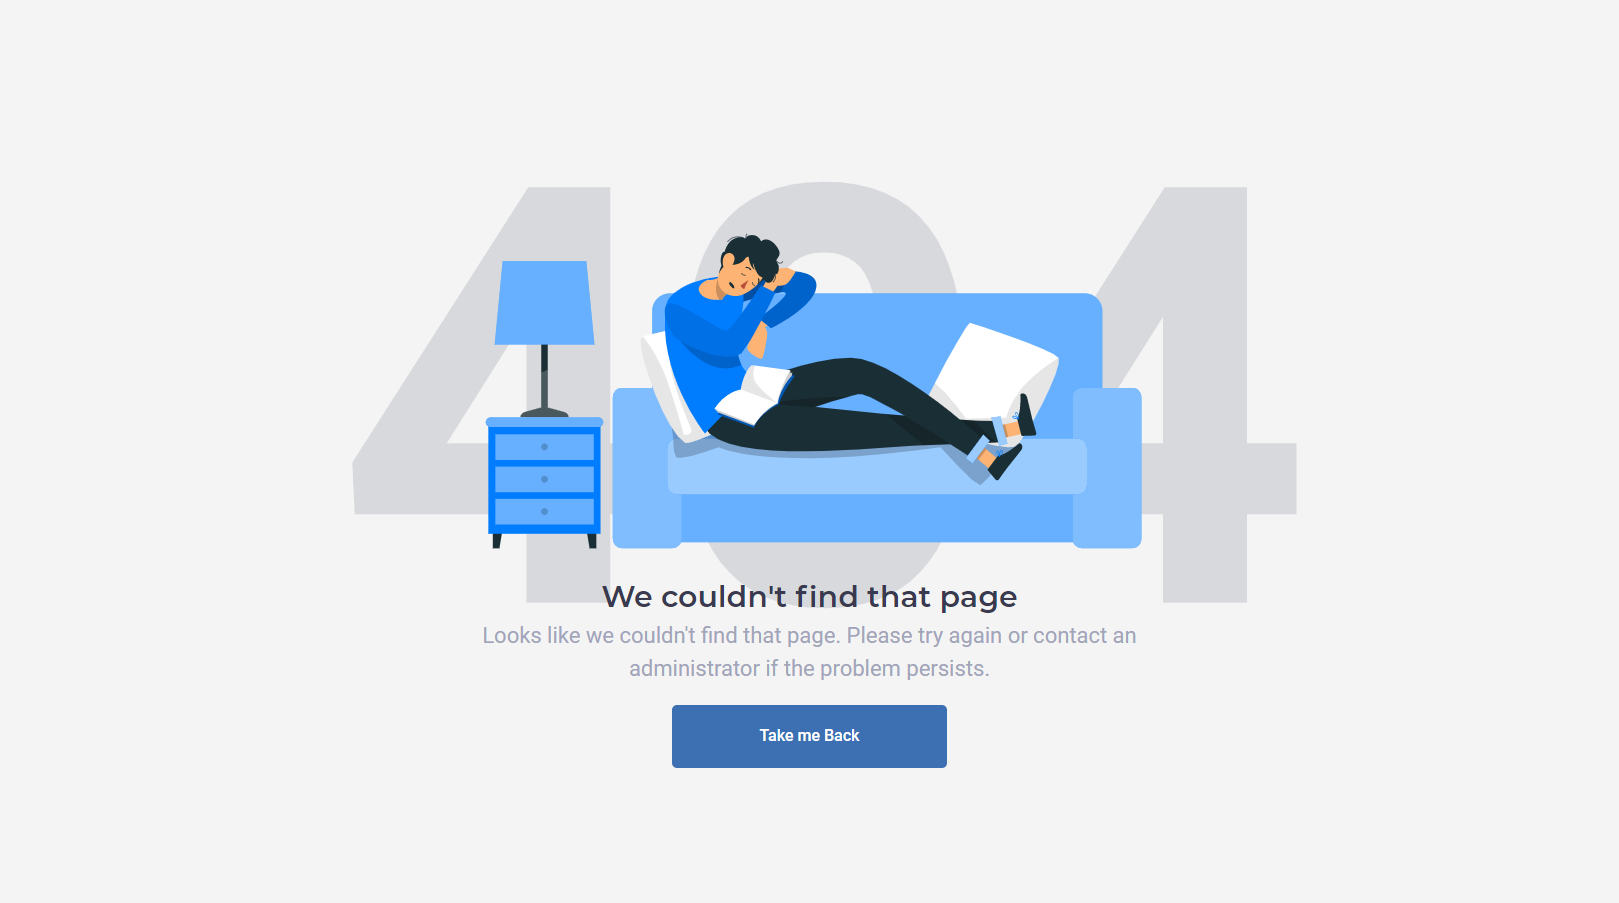 404
We couldn't find that page
Looks like we couldn't find that page. Please try again or contact an
administrator if the problem persists.
Take me Back